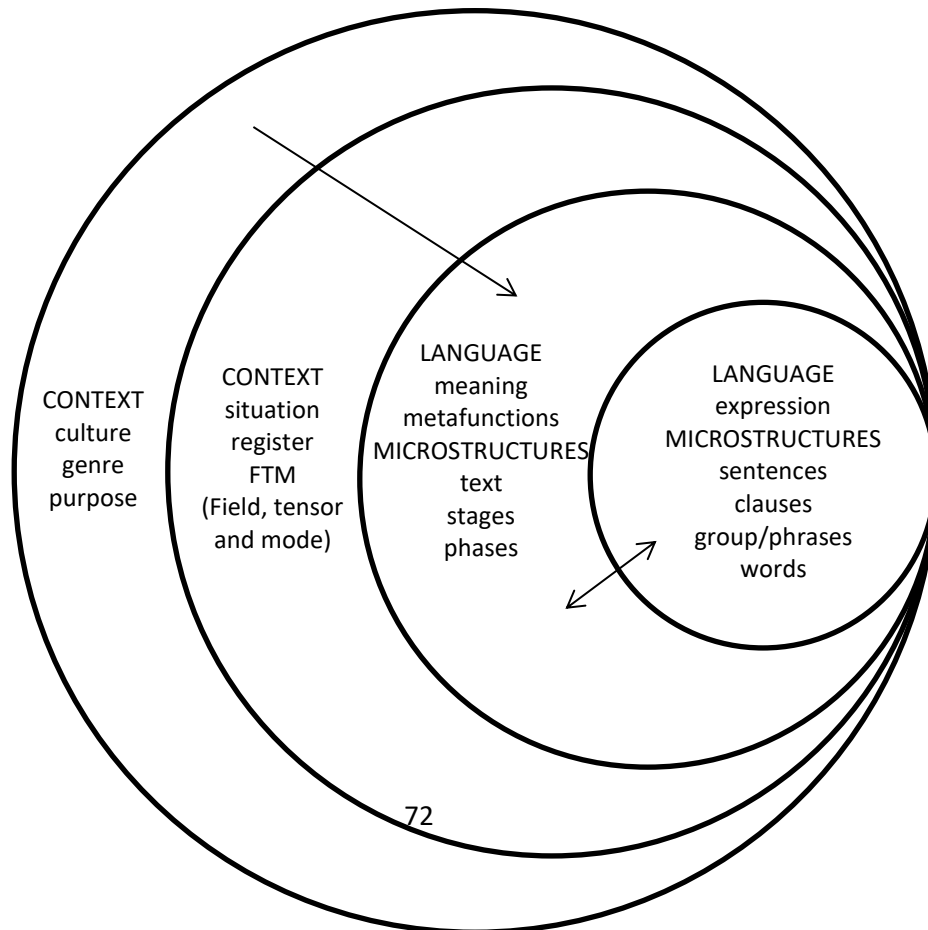 CONTEXT
culture
genre
purpose
CONTEXT
situation
register
FTM
(Field, tensor
and mode)
LANGUAGE
meaning
metafunctions
MICROSTRUCTURES
text
stages
phases
LANGUAGE
expression
MICROSTRUCTURES
sentences
clauses
group/phrases
words
72